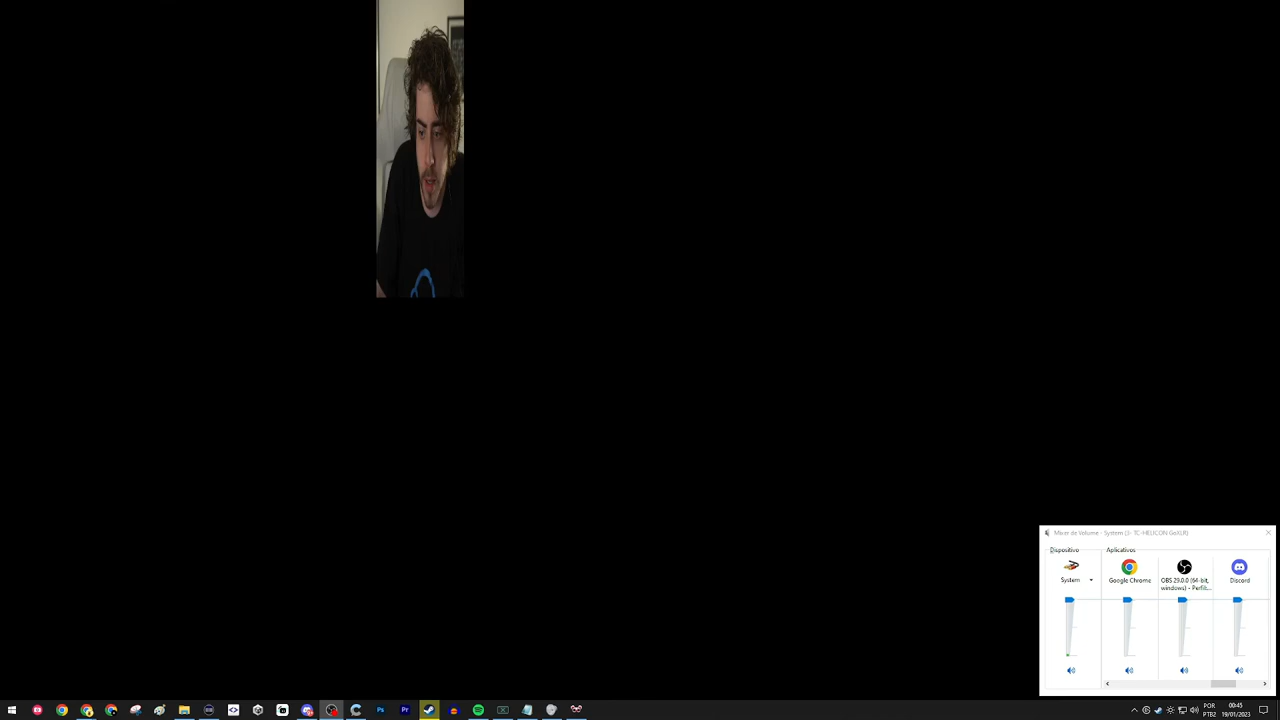 Mixer de Volume - System (3- TC-HELICON GoXLR)
Dispositivo
Aplicativos
System
Google Chrome
OBS 29.0.0 (64-bit, windows) - Perfil:...
Discord
POR
PTB2
09:45
19/01/2023